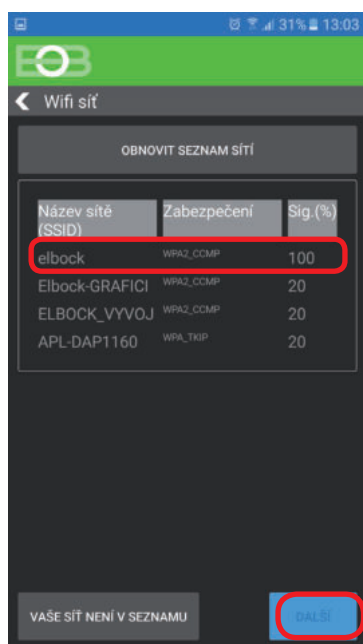 31% 13:03
EOB
Wifi síť
OBNOVIT SEZNAM SÍTÍ
Název sítě (SSID) Zabezpečení Sig.(%)
elbock WPA2_CCMP 100
Elbock-GRAFICI WPA2_CCMP 20
ELBOCK_VYVOJ WPA2_CCMP 20
APL-DAP1160 WPA_TKIP 20
VAŠE SÍŤ NENÍ V SEZNAMU DALŠÍ